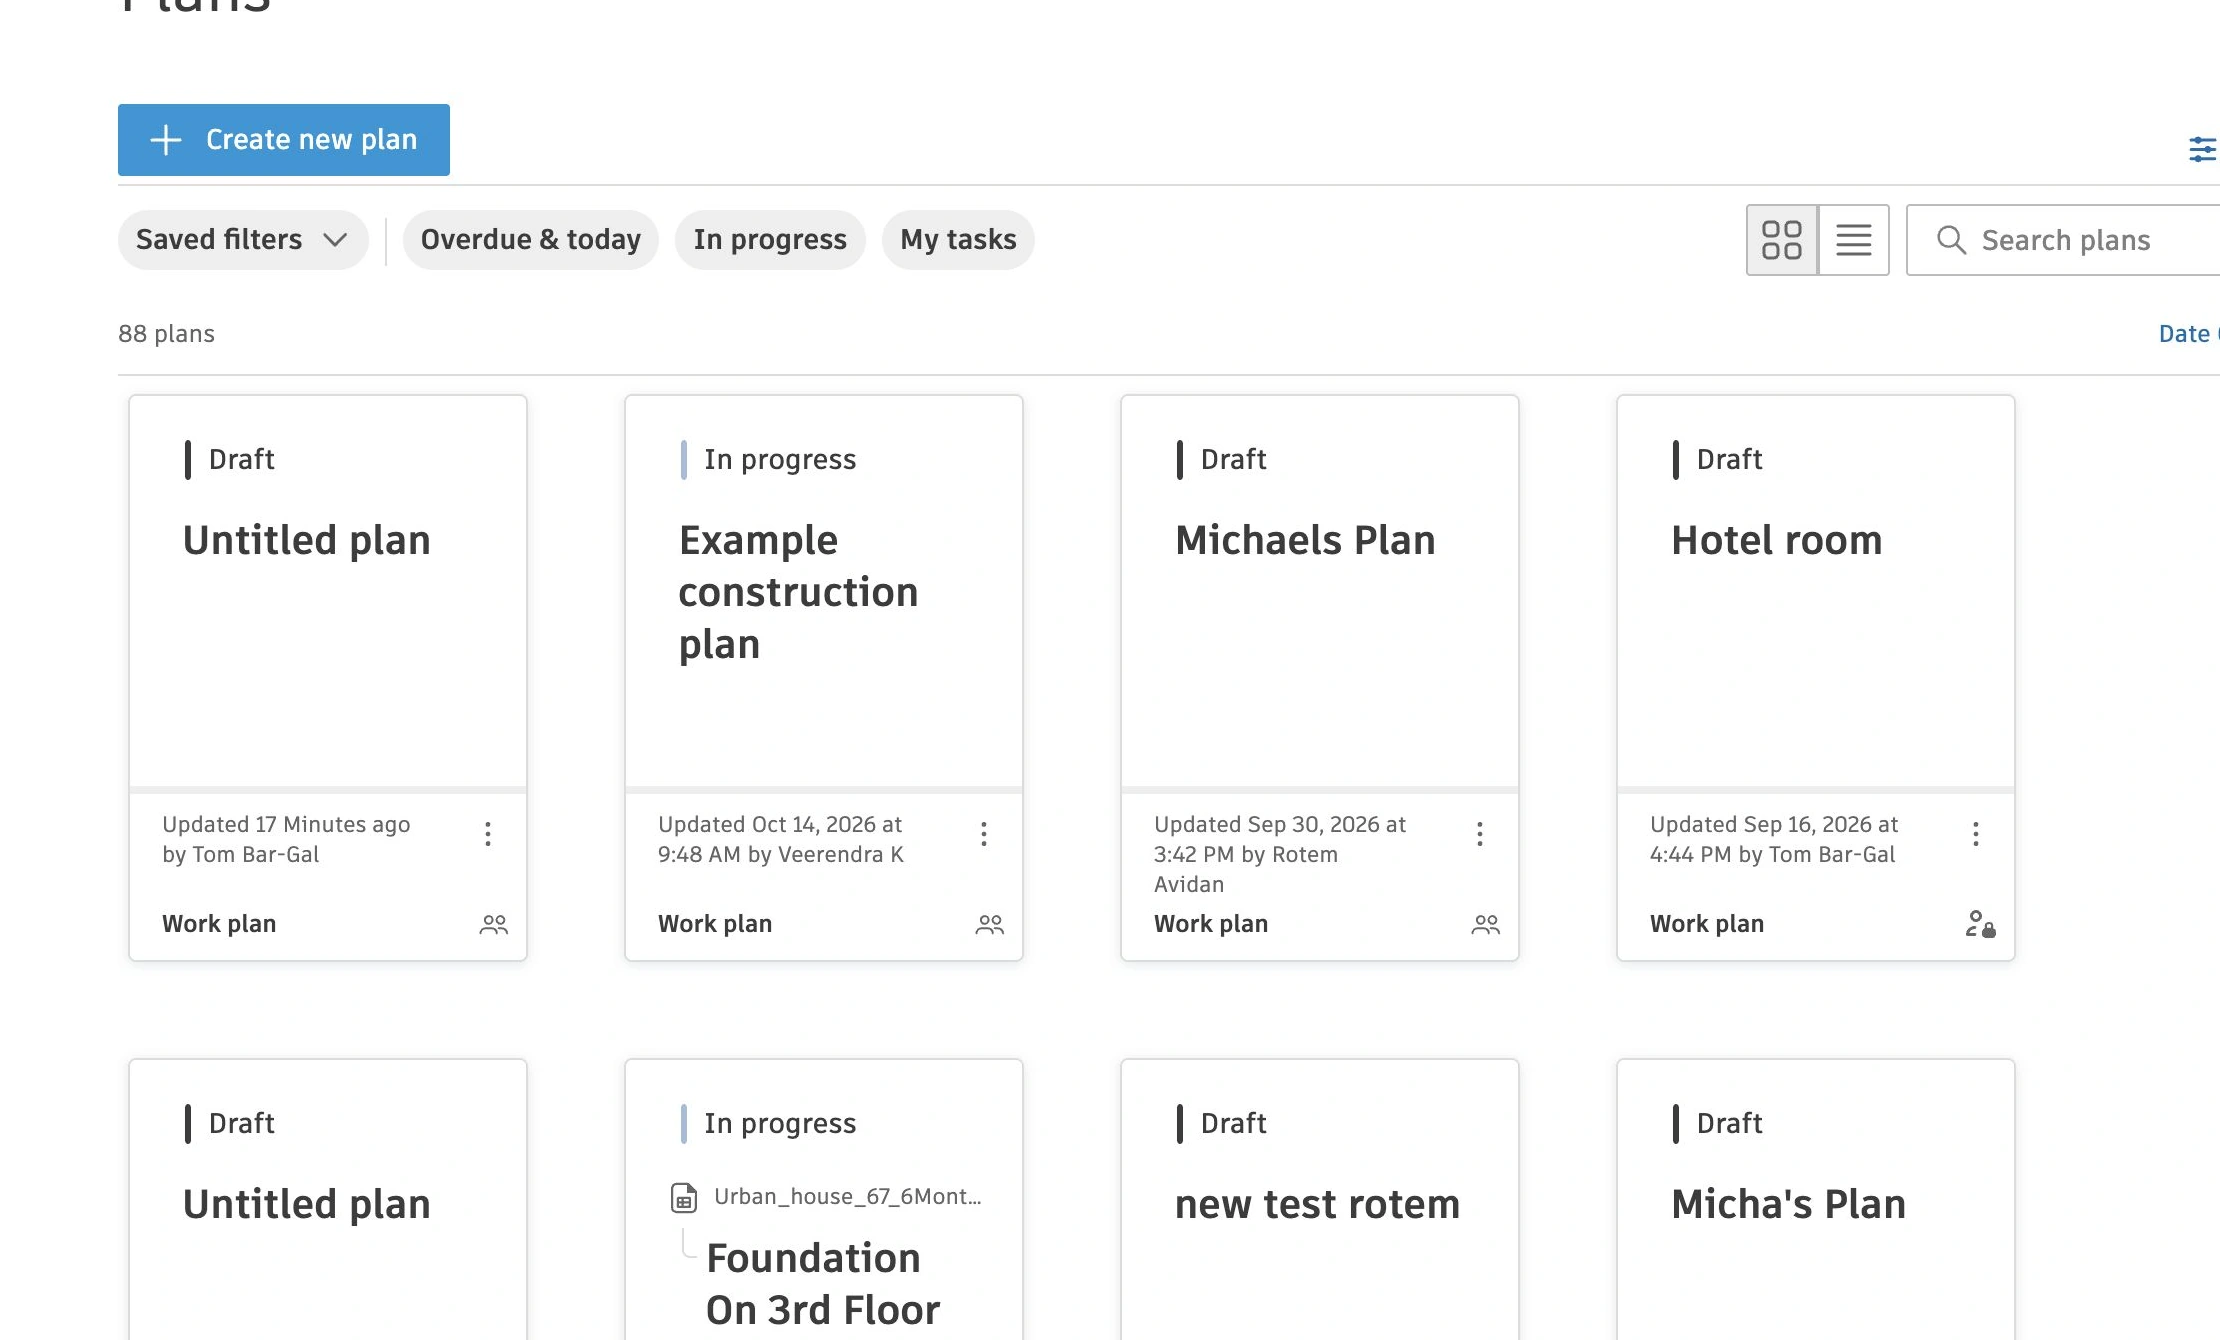 Plans
Create new plan
Saved filters
Overdue & today
In progress
My tasks
Search plans
88 plans
Date
Draft
Untitled plan
Updated 17 Minutes ago
by Tom Bar-Gal
Work plan
In progress
Example
construction
plan
Updated Oct 14, 2026 at
9:48 AM by Veerendra K
Work plan
Draft
Michaels Plan
Updated Sep 30, 2026 at
3:42 PM by Rotem
Avidan
Work plan
Draft
Hotel room
Updated Sep 16, 2026 at
4:44 PM by Tom Bar-Gal
Work plan
Draft
Untitled plan
In progress
Urban_house_67_6Mont...
Foundation
On 3rd Floor
Draft
new test rotem
Draft
Micha's Plan